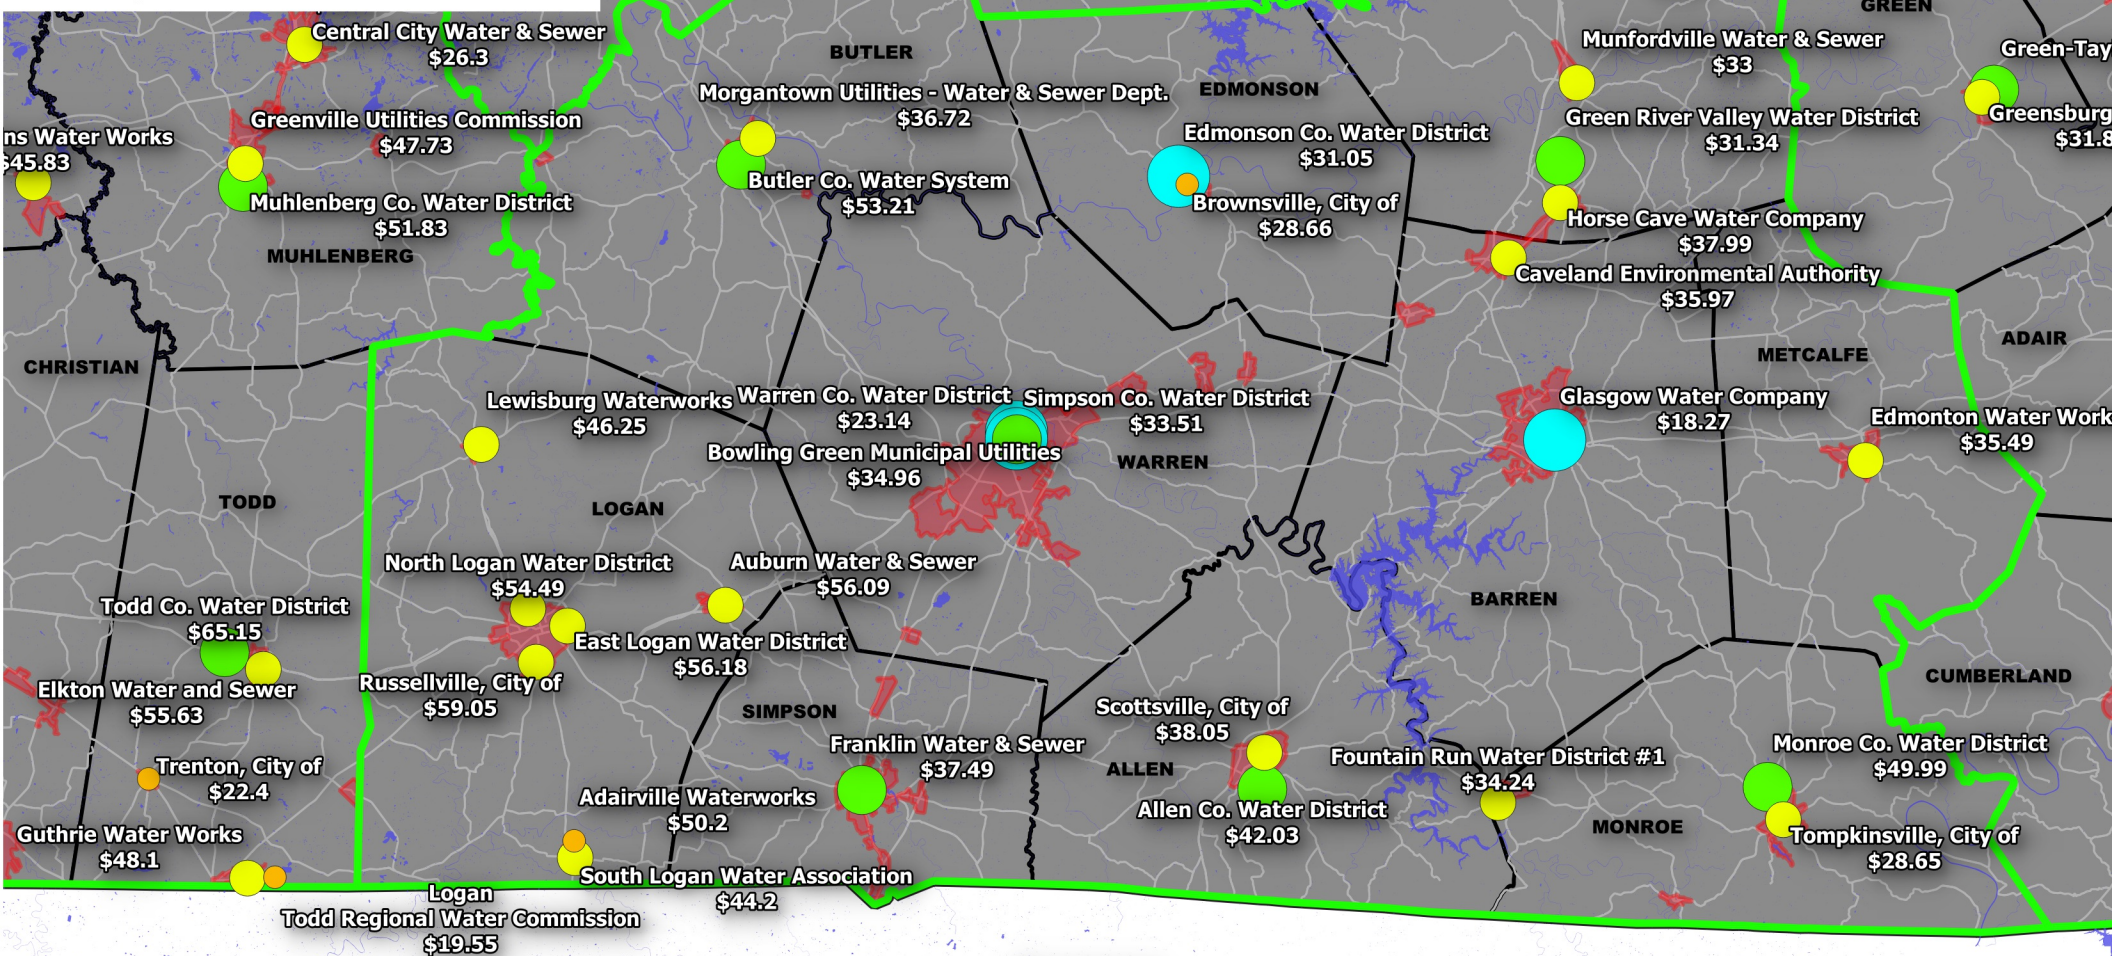 GREEN
Central City Water & Sewer
$26.3
BUTLER
Munfordville Water & Sewer
$33
Green-Tay
EDMONSON
Morgantown Utilities - Water & Sewer Dept.
$36.72
Greenville Utilities Commission
$47.73
Green River Valley Water District
$31.34
Greensburg
$31.8
ns Water Works
$45.83
Edmonson Co. Water District
$31.05
Butler Co. Water System
$53.21
Muhlenberg Co. Water District
$51.83
Brownsville, City of
$28.66
Horse Cave Water Company
$37.99
MUHLENBERG
Caveland Environmental Authority
$35.97
ADAIR
METCALFE
CHRISTIAN
Lewisburg Waterworks
$46.25
Warren Co. Water District
$23.14
Simpson Co. Water District
$33.51
Glasgow Water Company
$18.27
Edmonton Water Work
$35.49
Bowling Green Municipal Utilities
$34.96
WARREN
TODD
LOGAN
North Logan Water District
$54.49
Auburn Water & Sewer
$56.09
BARREN
Todd Co. Water District
$65.15
East Logan Water District
$56.18
CUMBERLAND
Elkton Water and Sewer
$55.63
Russellville, City of
$59.05
SIMPSON
Scottsville, City of
$38.05
Franklin Water & Sewer
$37.49
Monroe Co. Water District
$49.99
Fountain Run Water District #1
$34.24
ALLEN
Trenton, City of
$22.4
Adairville Waterworks
$50.2
Allen Co. Water District
$42.03
MONROE
Guthrie Water Works
$48.1
Tompkinsville, City of
$28.65
South Logan Water Association
$44.2
Logan
Todd Regional Water Commission
$19.55